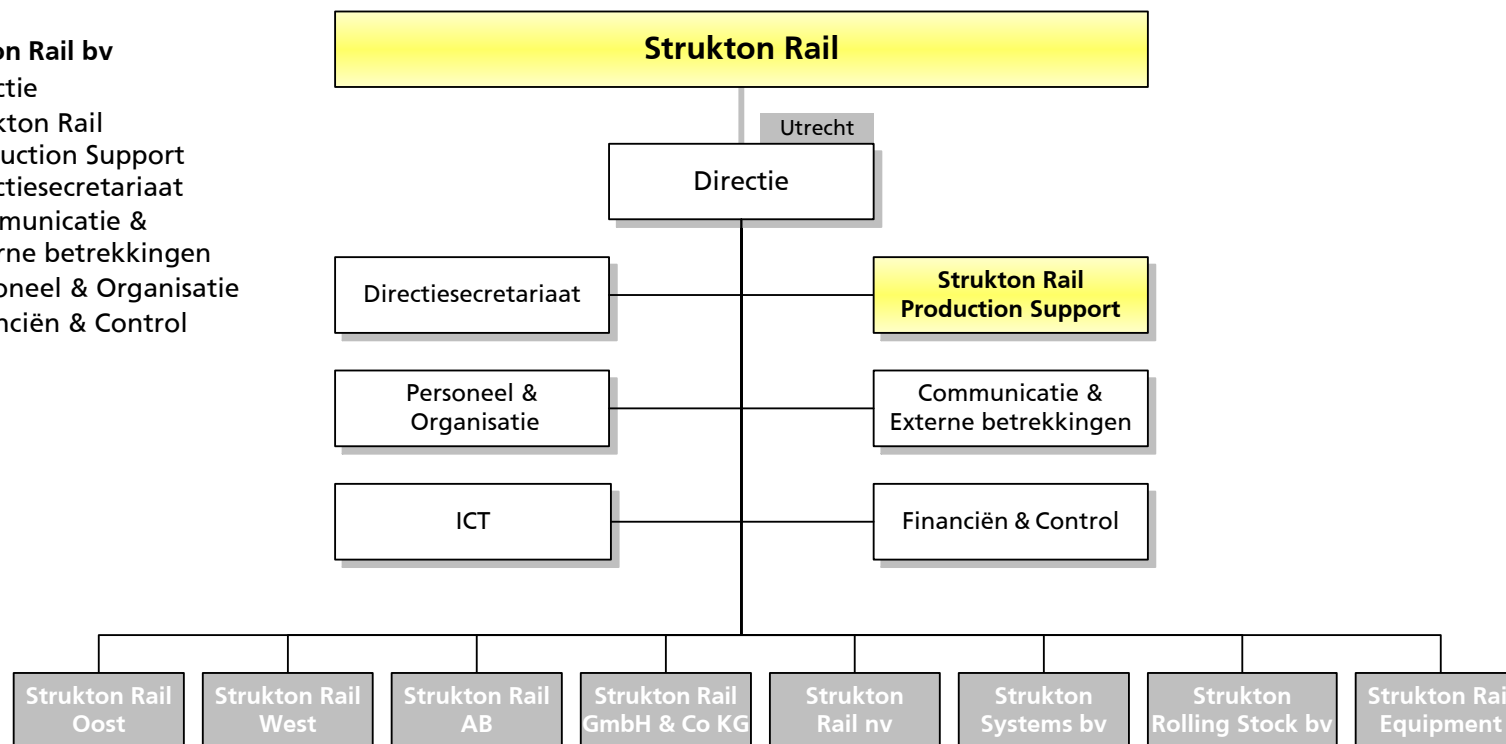 on Rail bv
ctie
kton Rail
uction Support
ctiesecretariaat
municatie &
rne betrekkingen
oneel & Organisatie
nciën & Control
Strukton Rail
Utrecht
Directie
Directiesecretariaat
Strukton Rail
Production Support
Personeel &
Organisatie
Communicatie &
Externe betrekkingen
ICT
Financiën & Control
Strukton Rail
Oost
Strukton Rail
West
Strukton Rail
AB
Strukton Rail
GmbH & Co KG
Strukton
Rail nv
Strukton
Systems bv
Strukton
Rolling Stock bv
Strukton Rai
Equipment